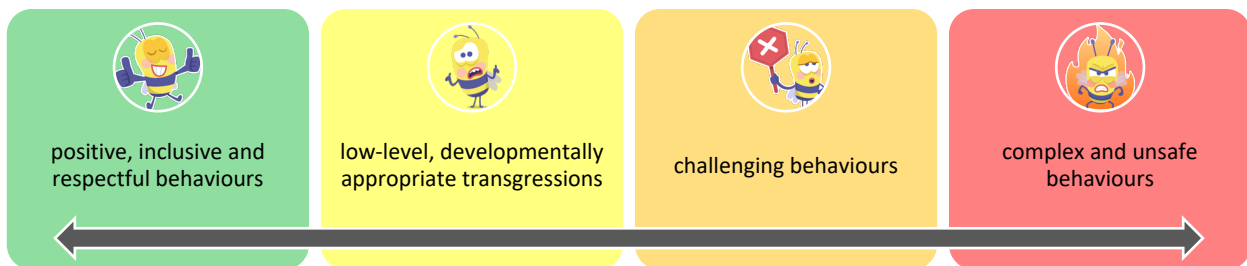 positive, inclusive and
respectful behaviours
low-level, developmentally
appropriate transgressions
challenging behaviours
complex and unsafe
behaviours